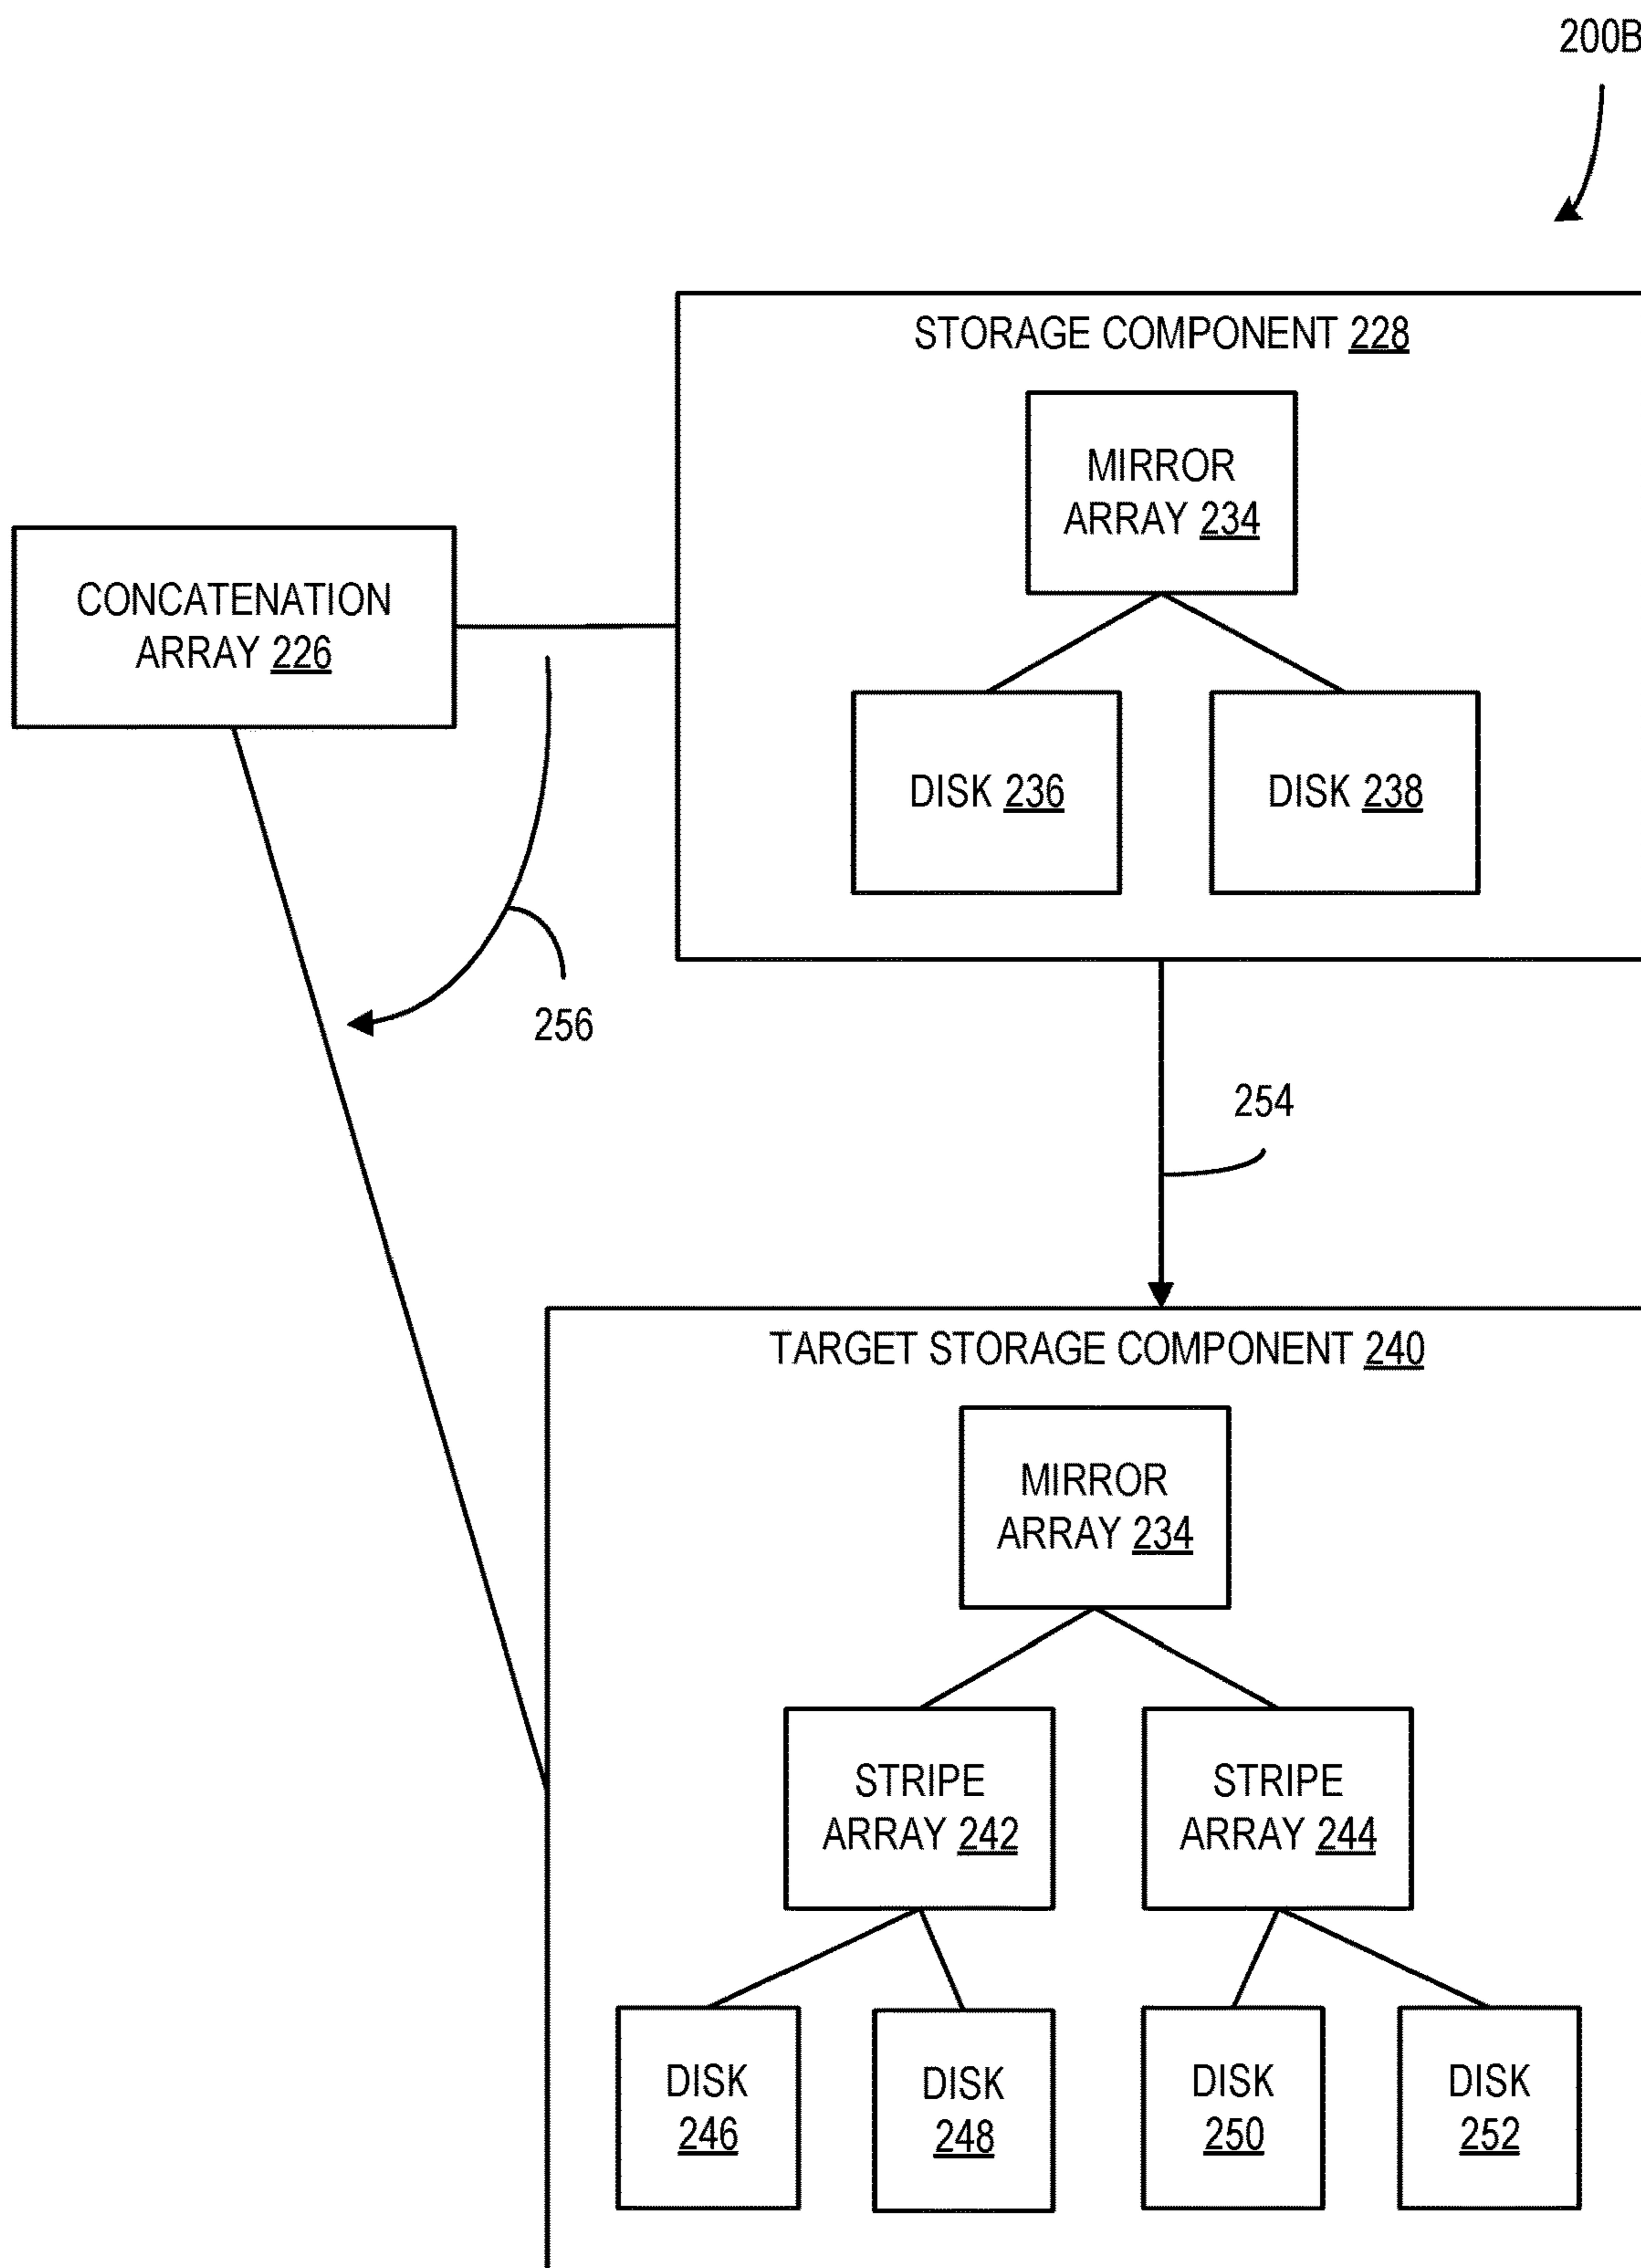 200B
STORAGE COMPONENT 228
MIRROR
ARRAY 234
CONCATENATION
ARRAY 226
DISK 236
DISK 238
256
254
TARGET STORAGE COMPONENT 240
MIRROR
ARRAY 234
STRIPE
ARRAY 242
STRIPE
ARRAY 244
DISK
246
DISK
248
DISK
250
DISK
252